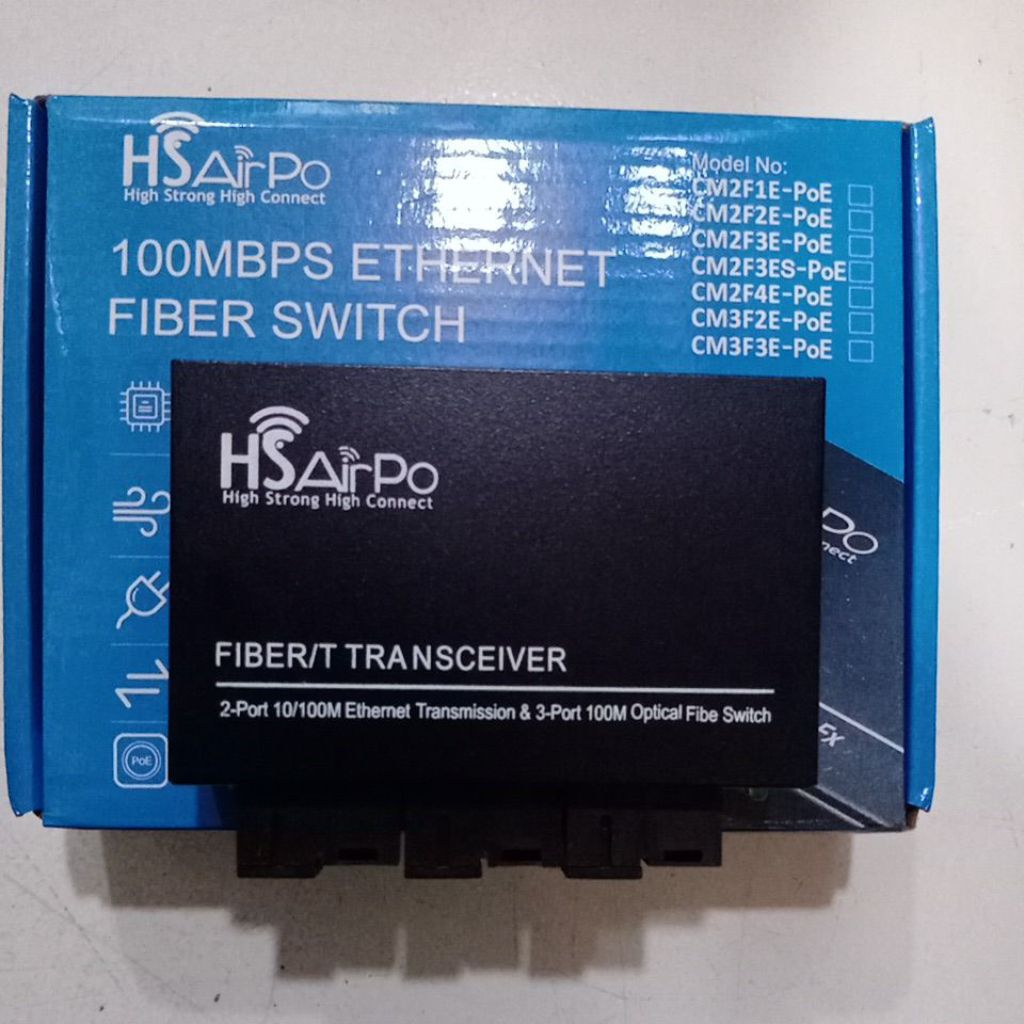 HSAirPo
High Strong High Connect
100MBPS ETHERNET
FIBER SWITCH
Model No:
CM2F1E-PoE
CM2F2E-PoE
CM2F3E-PoE
CM2F3ES-PoE
CM2F4E-PoE
CM3F2E-PoE
CM3F3E-PoE
HSAirPo
High Strong High Connect
FIBER/T TRANSCEIVER
2-Port 10/100M Ethernet Transmission & 3-Port 100M Optical Fibe Switch
PoE